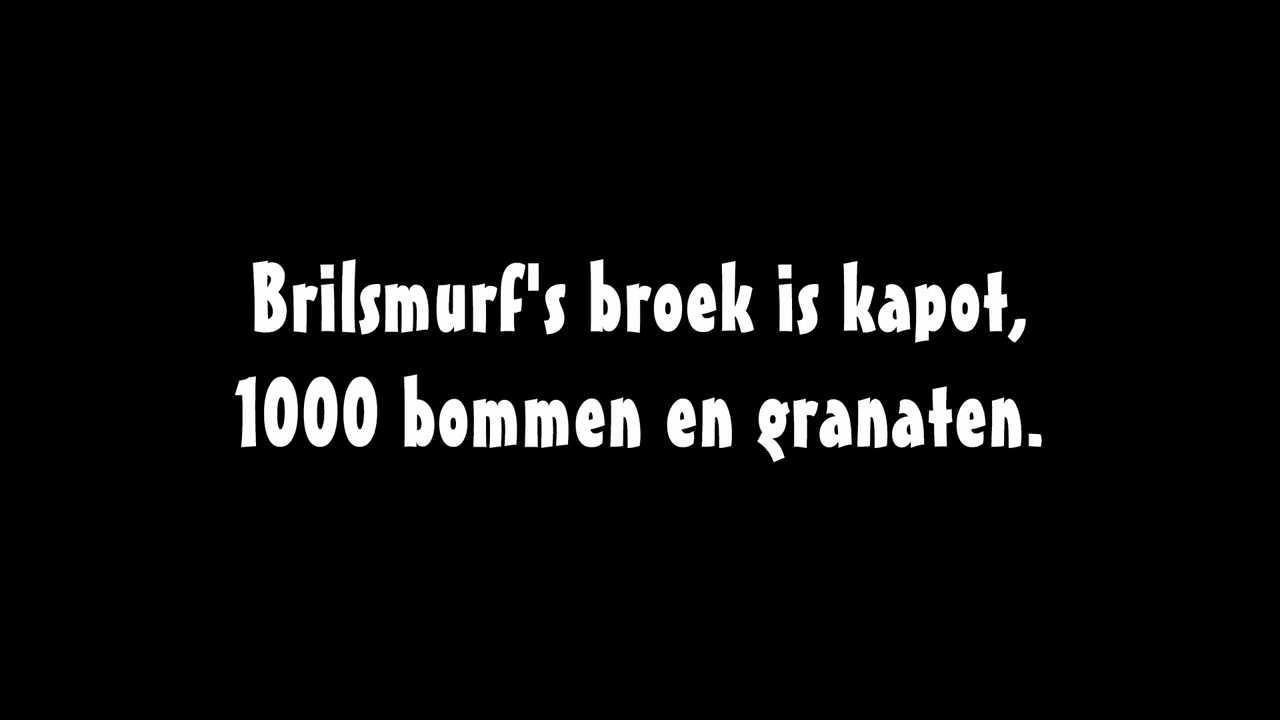 Brilsmurf's broek is kapot,
1000 bommen en granaten.